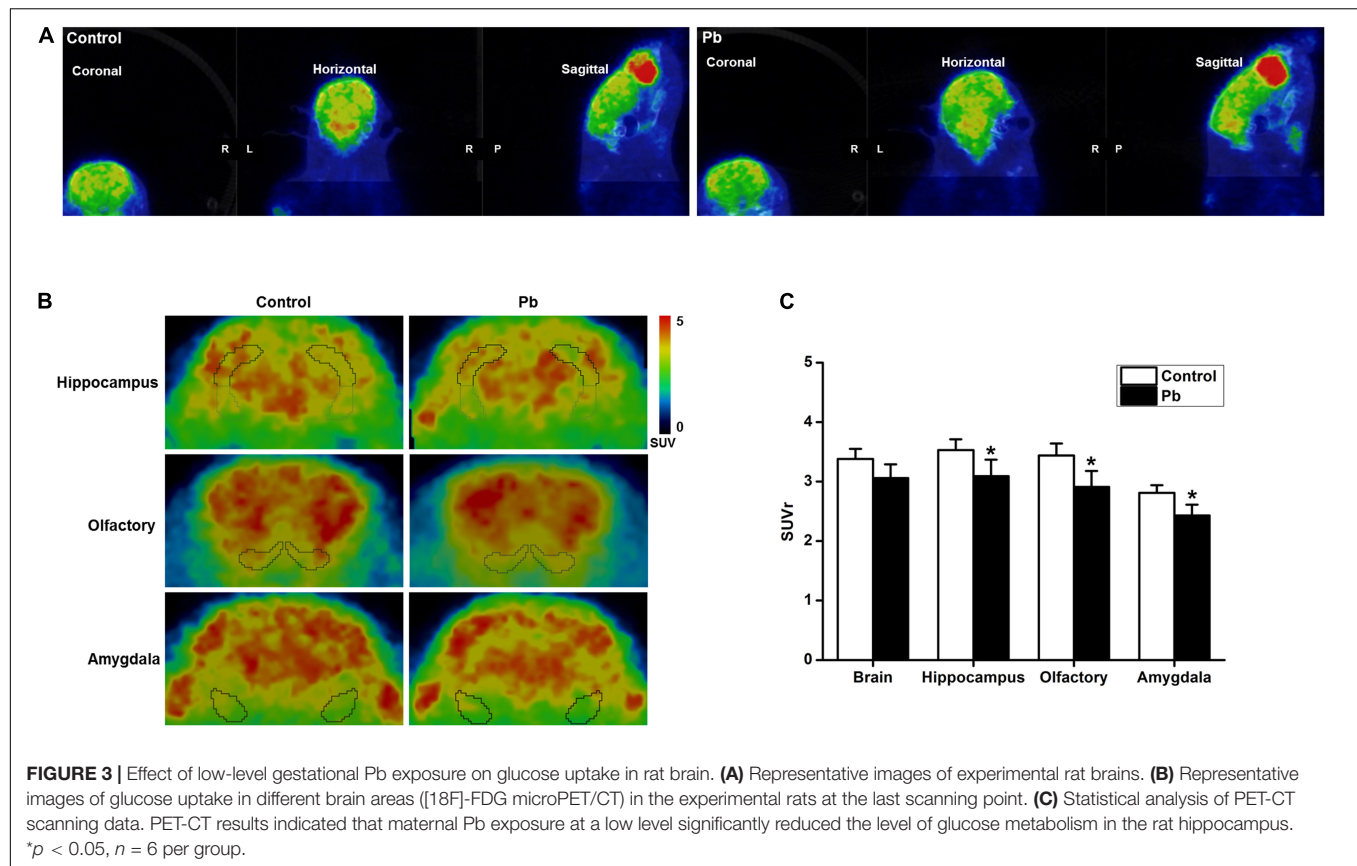 A
Control
Coronal
Horizontal
Sagittal
R L
R P
Pb
Coronal
Horizontal
Sagittal
R L
R P
B
Control
Pb
Hippocampus
Olfactory
Amygdala
5
0
SUV
C
Control
Pb
SUVr
5
4
3
2
1
0
* * *
Brain Hippocampus Olfactory Amygdala
FIGURE 3 | Effect of low-level gestational Pb exposure on glucose uptake in rat brain. (A) Representative images of experimental rat brains. (B) Representative
images of glucose uptake in different brain areas ([18F]-FDG microPET/CT) in the experimental rats at the last scanning point. (C) Statistical analysis of PET-CT
scanning data. PET-CT results indicated that maternal Pb exposure at a low level significantly reduced the level of glucose metabolism in the rat hippocampus.
*p < 0.05, n = 6 per group.